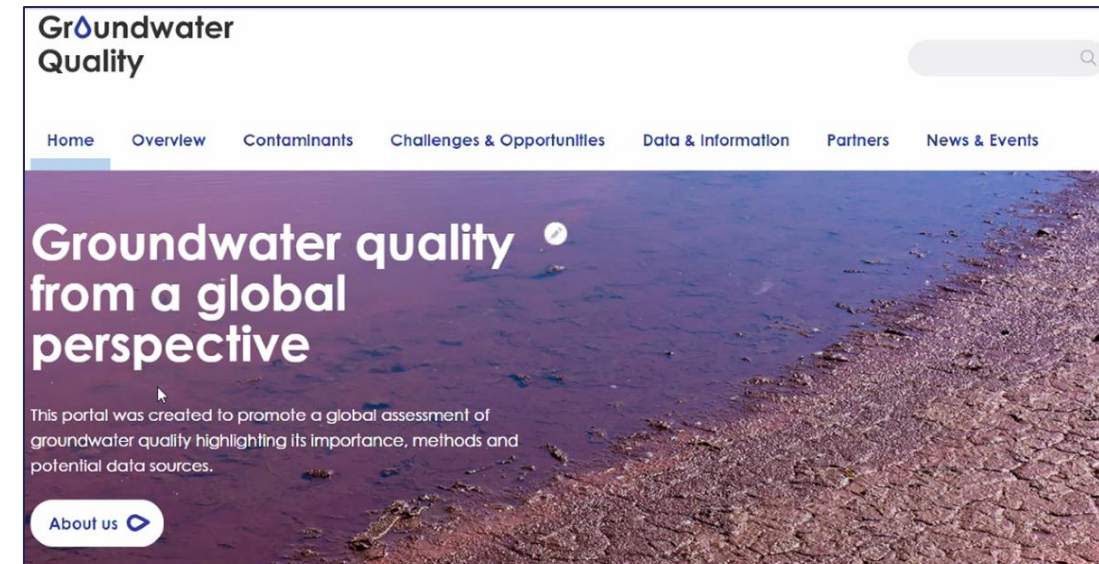 Groundwater
Quality
Home Overview Contaminants Challenges & Opportunities Data & Information Partners News & Events
Groundwater quality
from a global
perspective
This portal was created to promote a global assessment of
groundwater quality highlighting its importance, methods and
potential data sources.
About us